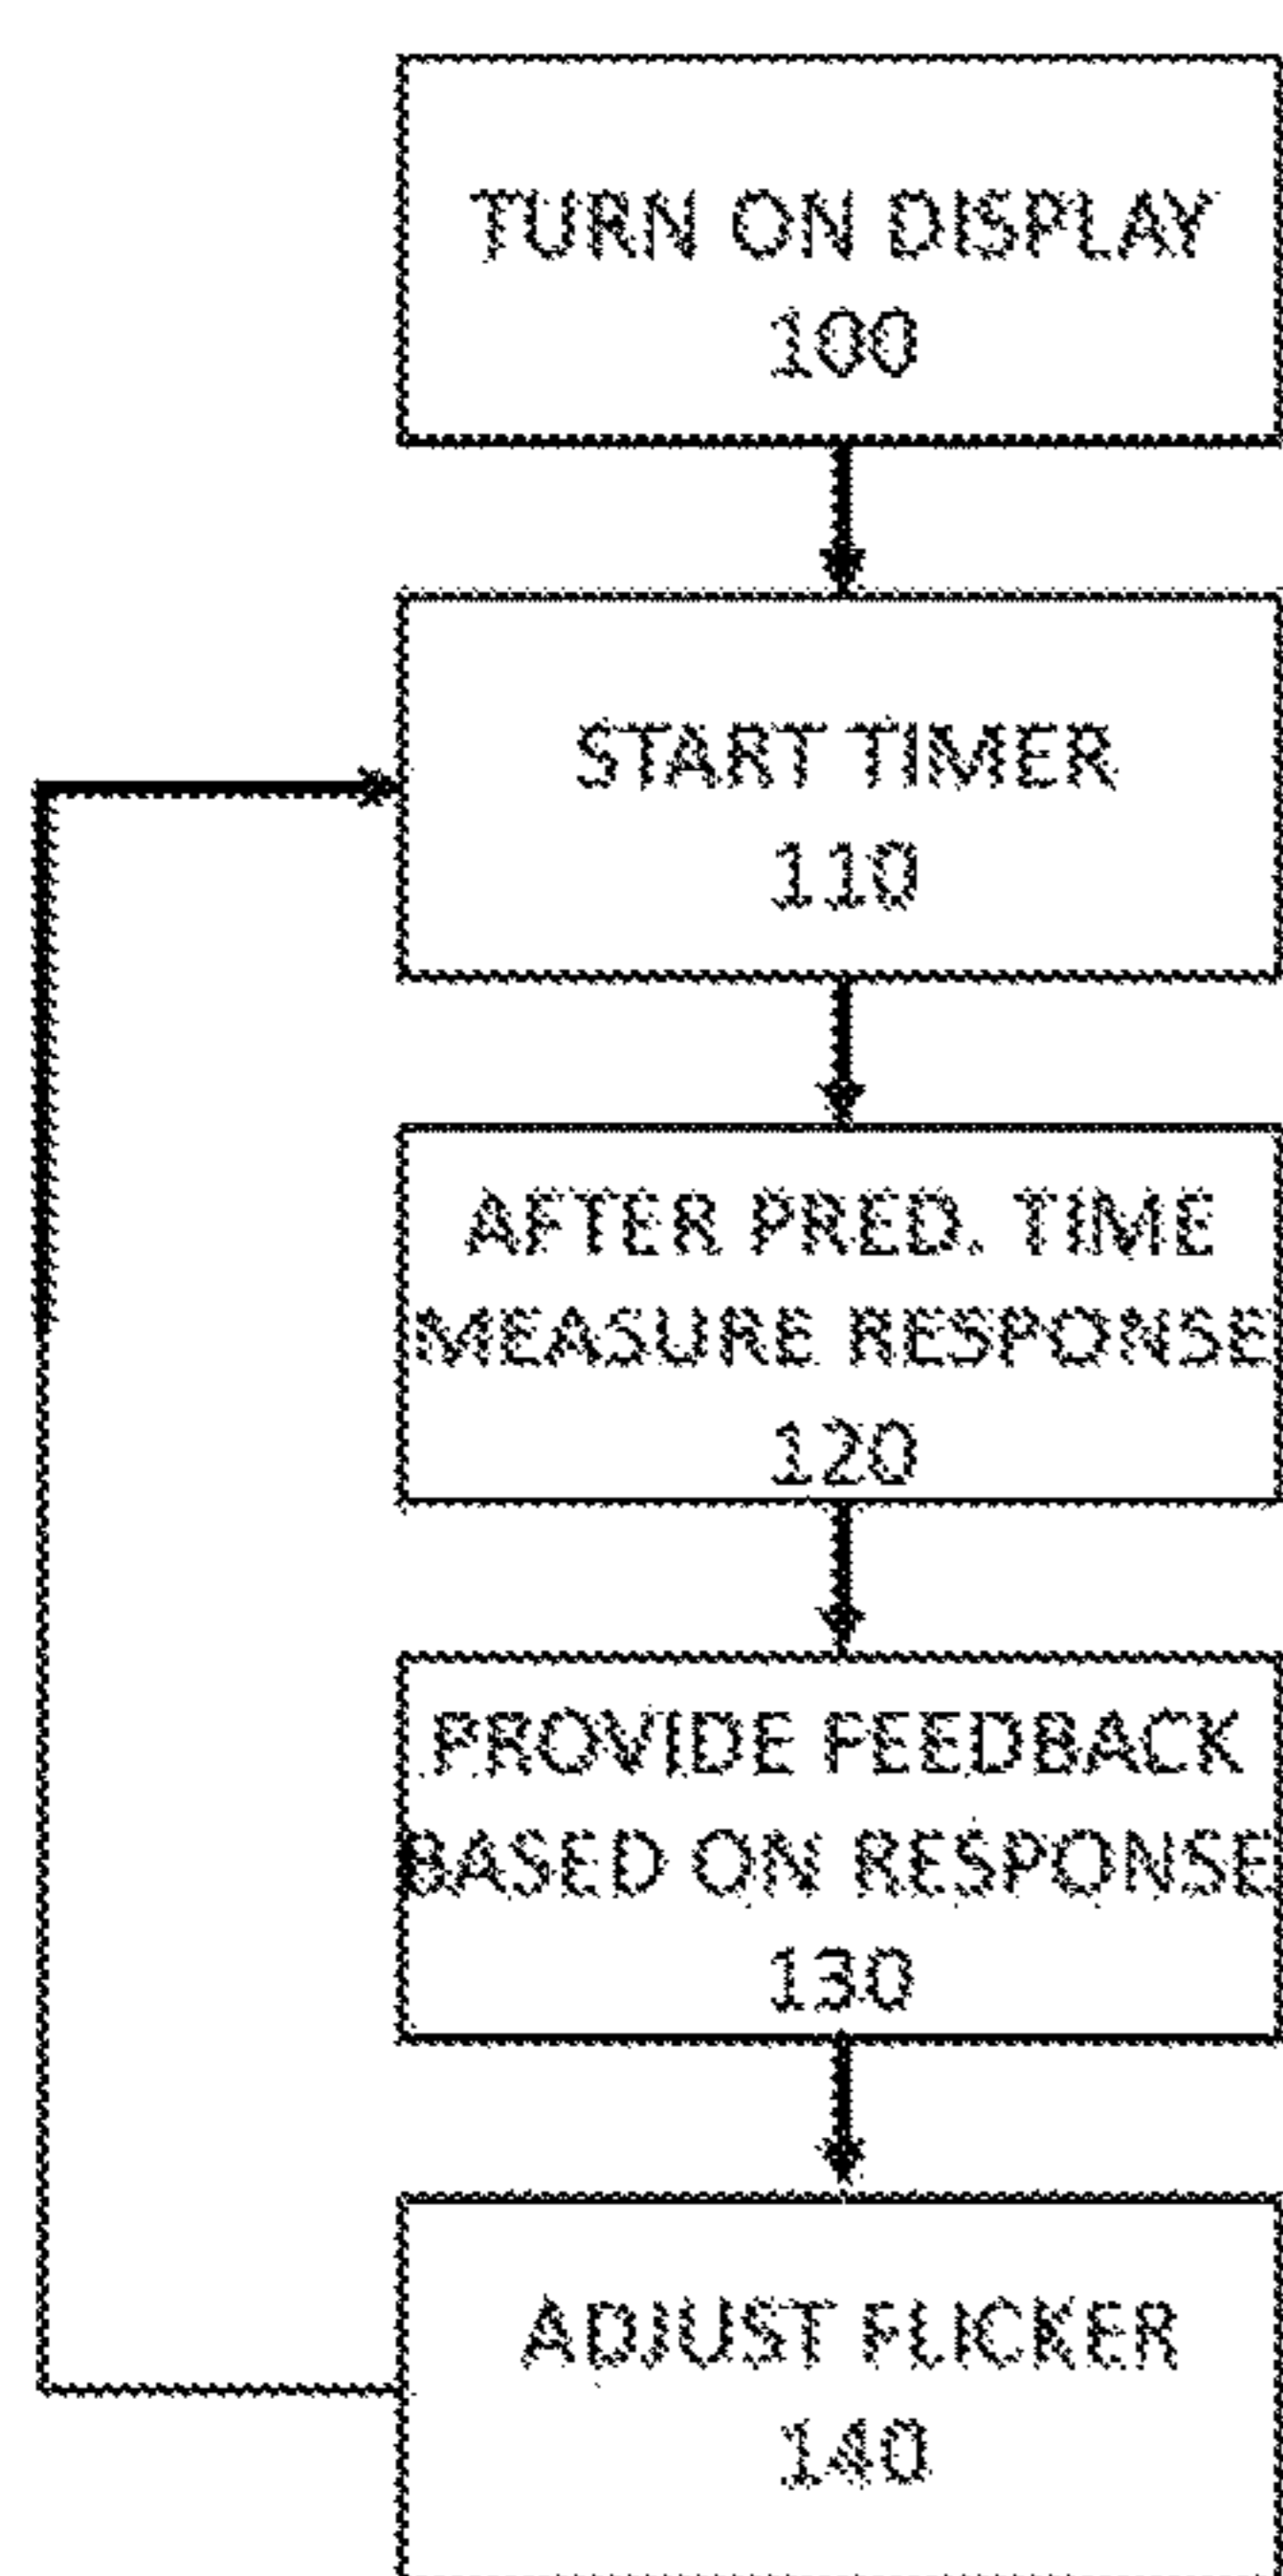 TURN ON DISPLAY
100
START TIMER
110
AFTER PRED. TIME
MEASURE RESPONSE
120
PROVIDE FEEDBACK
BASED ON RESPONSE
130
ADJUST FLICKER
140